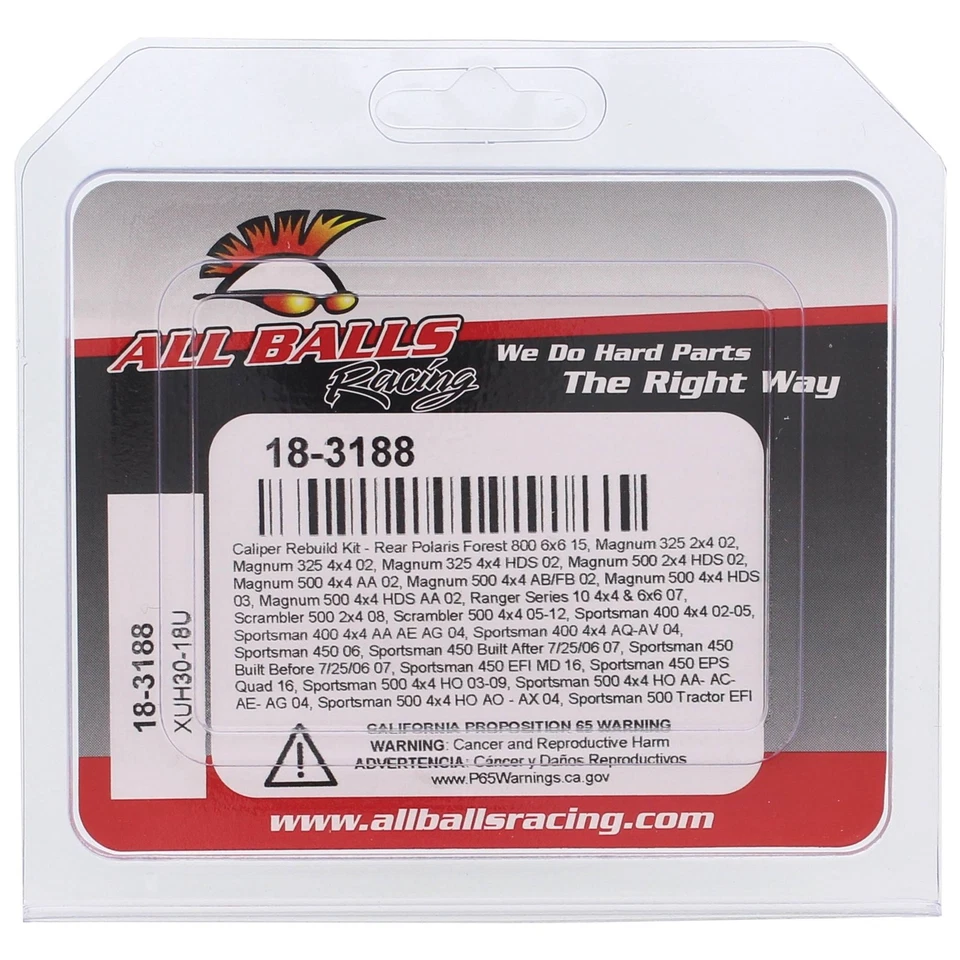 ALL BALLS
Racing
We Do Hard Parts
The Right Way
18-3188
Caliper Rebuild Kit - Rear Polaris Forest 800 6x6 15, Magnum 325 2x4 02,
Magnum 325 4x4 02, Magnum 325 4x4 HDS 02, Magnum 500 2x4 HDS 02,
Magnum 500 4x4 AA 02, Magnum 500 4x4 AB/FB 02, Magnum 500 4x4 HDS
03, Magnum 500 4x4 HDS AA 02, Ranger Series 10 4x4 & 6x6 07,
Scrambler 500 2x4 08, Scrambler 500 4x4 05-12, Sportsman 400 4x4 02-05,
Sportsman 400 4x4 AA AE AG 04, Sportsman 400 4x4 AQ-AV 04,
Sportsman 450 06, Sportsman 450 Built After 7/25/06 07, Sportsman 450
Built Before 7/25/06 07, Sportsman 450 EFI MD 16, Sportsman 450 EPS
Quad 16, Sportsman 500 4x4 HO 03-09, Sportsman 500 4x4 HO AA- AC-
AE- AG 04, Sportsman 500 4x4 HO AO - AX 04, Sportsman 500 Tractor EFI
CALIFORNIA PROPOSITION 65 WARNING
WARNING: Cancer and Reproductive Harm
ADVERTENCIA: Cáncer y Daños Reproductivos
www.P65Warnings.ca.gov
18-3188
XUH30-18U
www.allballsracing.com